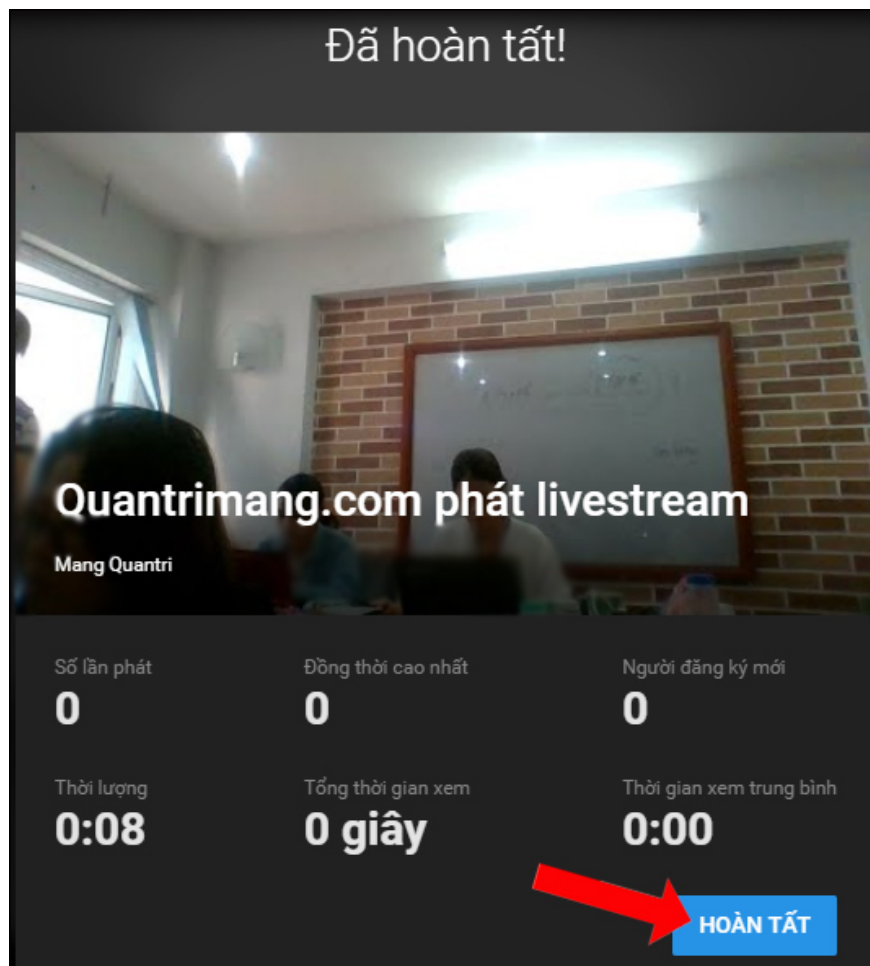 Đã hoàn tất!
Quantrimang.com phát livestream
Mang Quantri
Số lần phát
Đồng thời cao nhất
Người đăng ký mới
0
0
0
Thời lượng
Tổng thời gian xem
Thời gian xem trung bình
0:08
0 giây
0:00
HOÀN TẤT